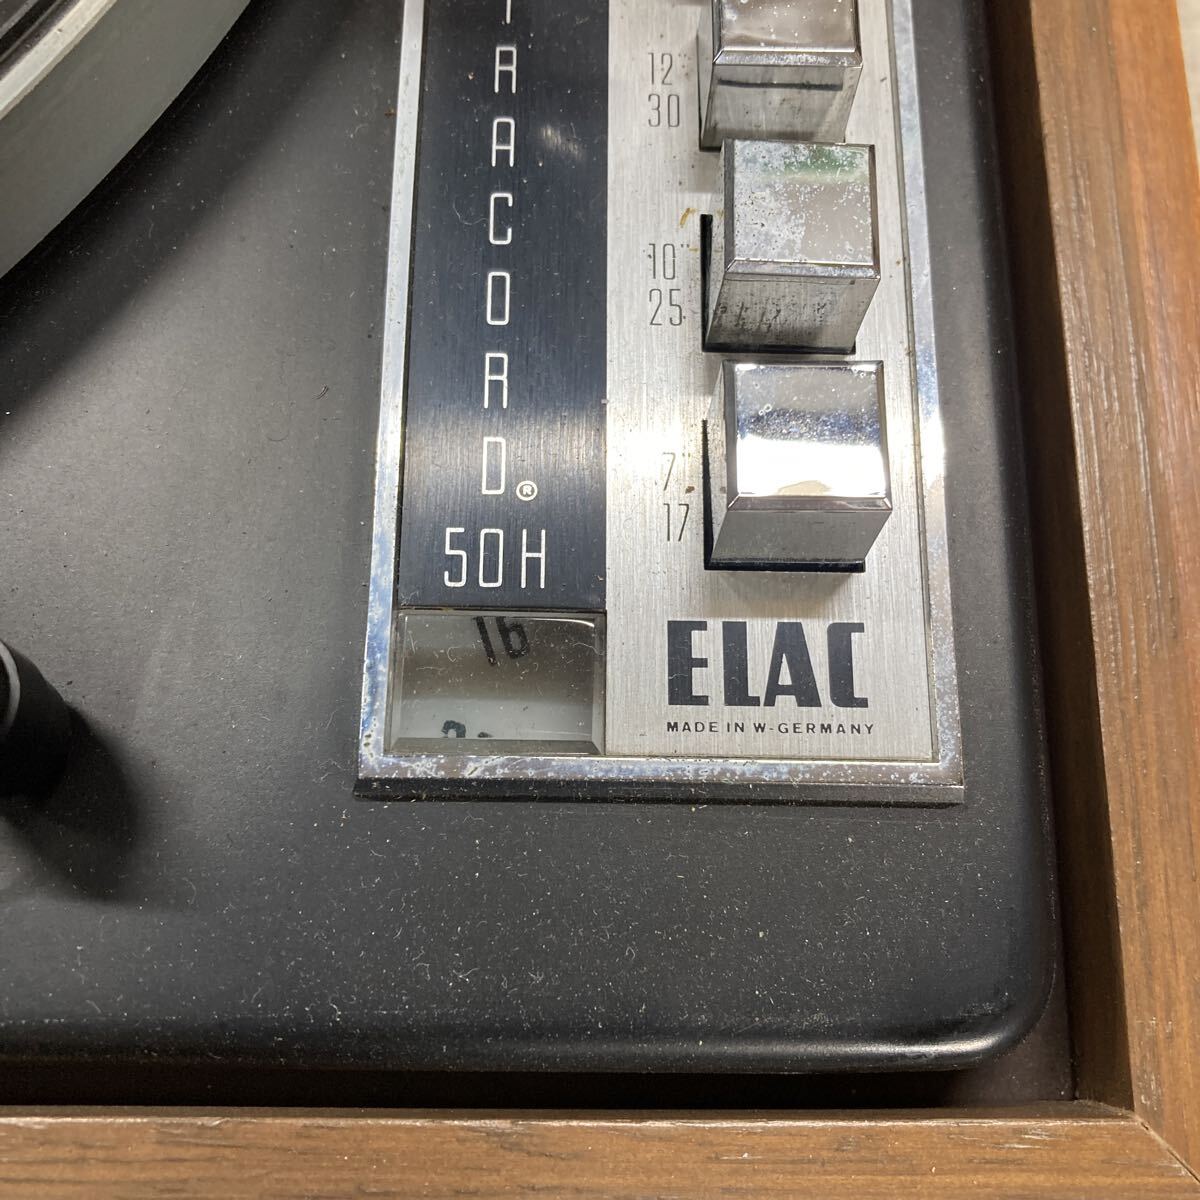 RACORD®
50H
16
12"
30
10"
25
7"
17
ELAC
MADE IN W-GERMANY